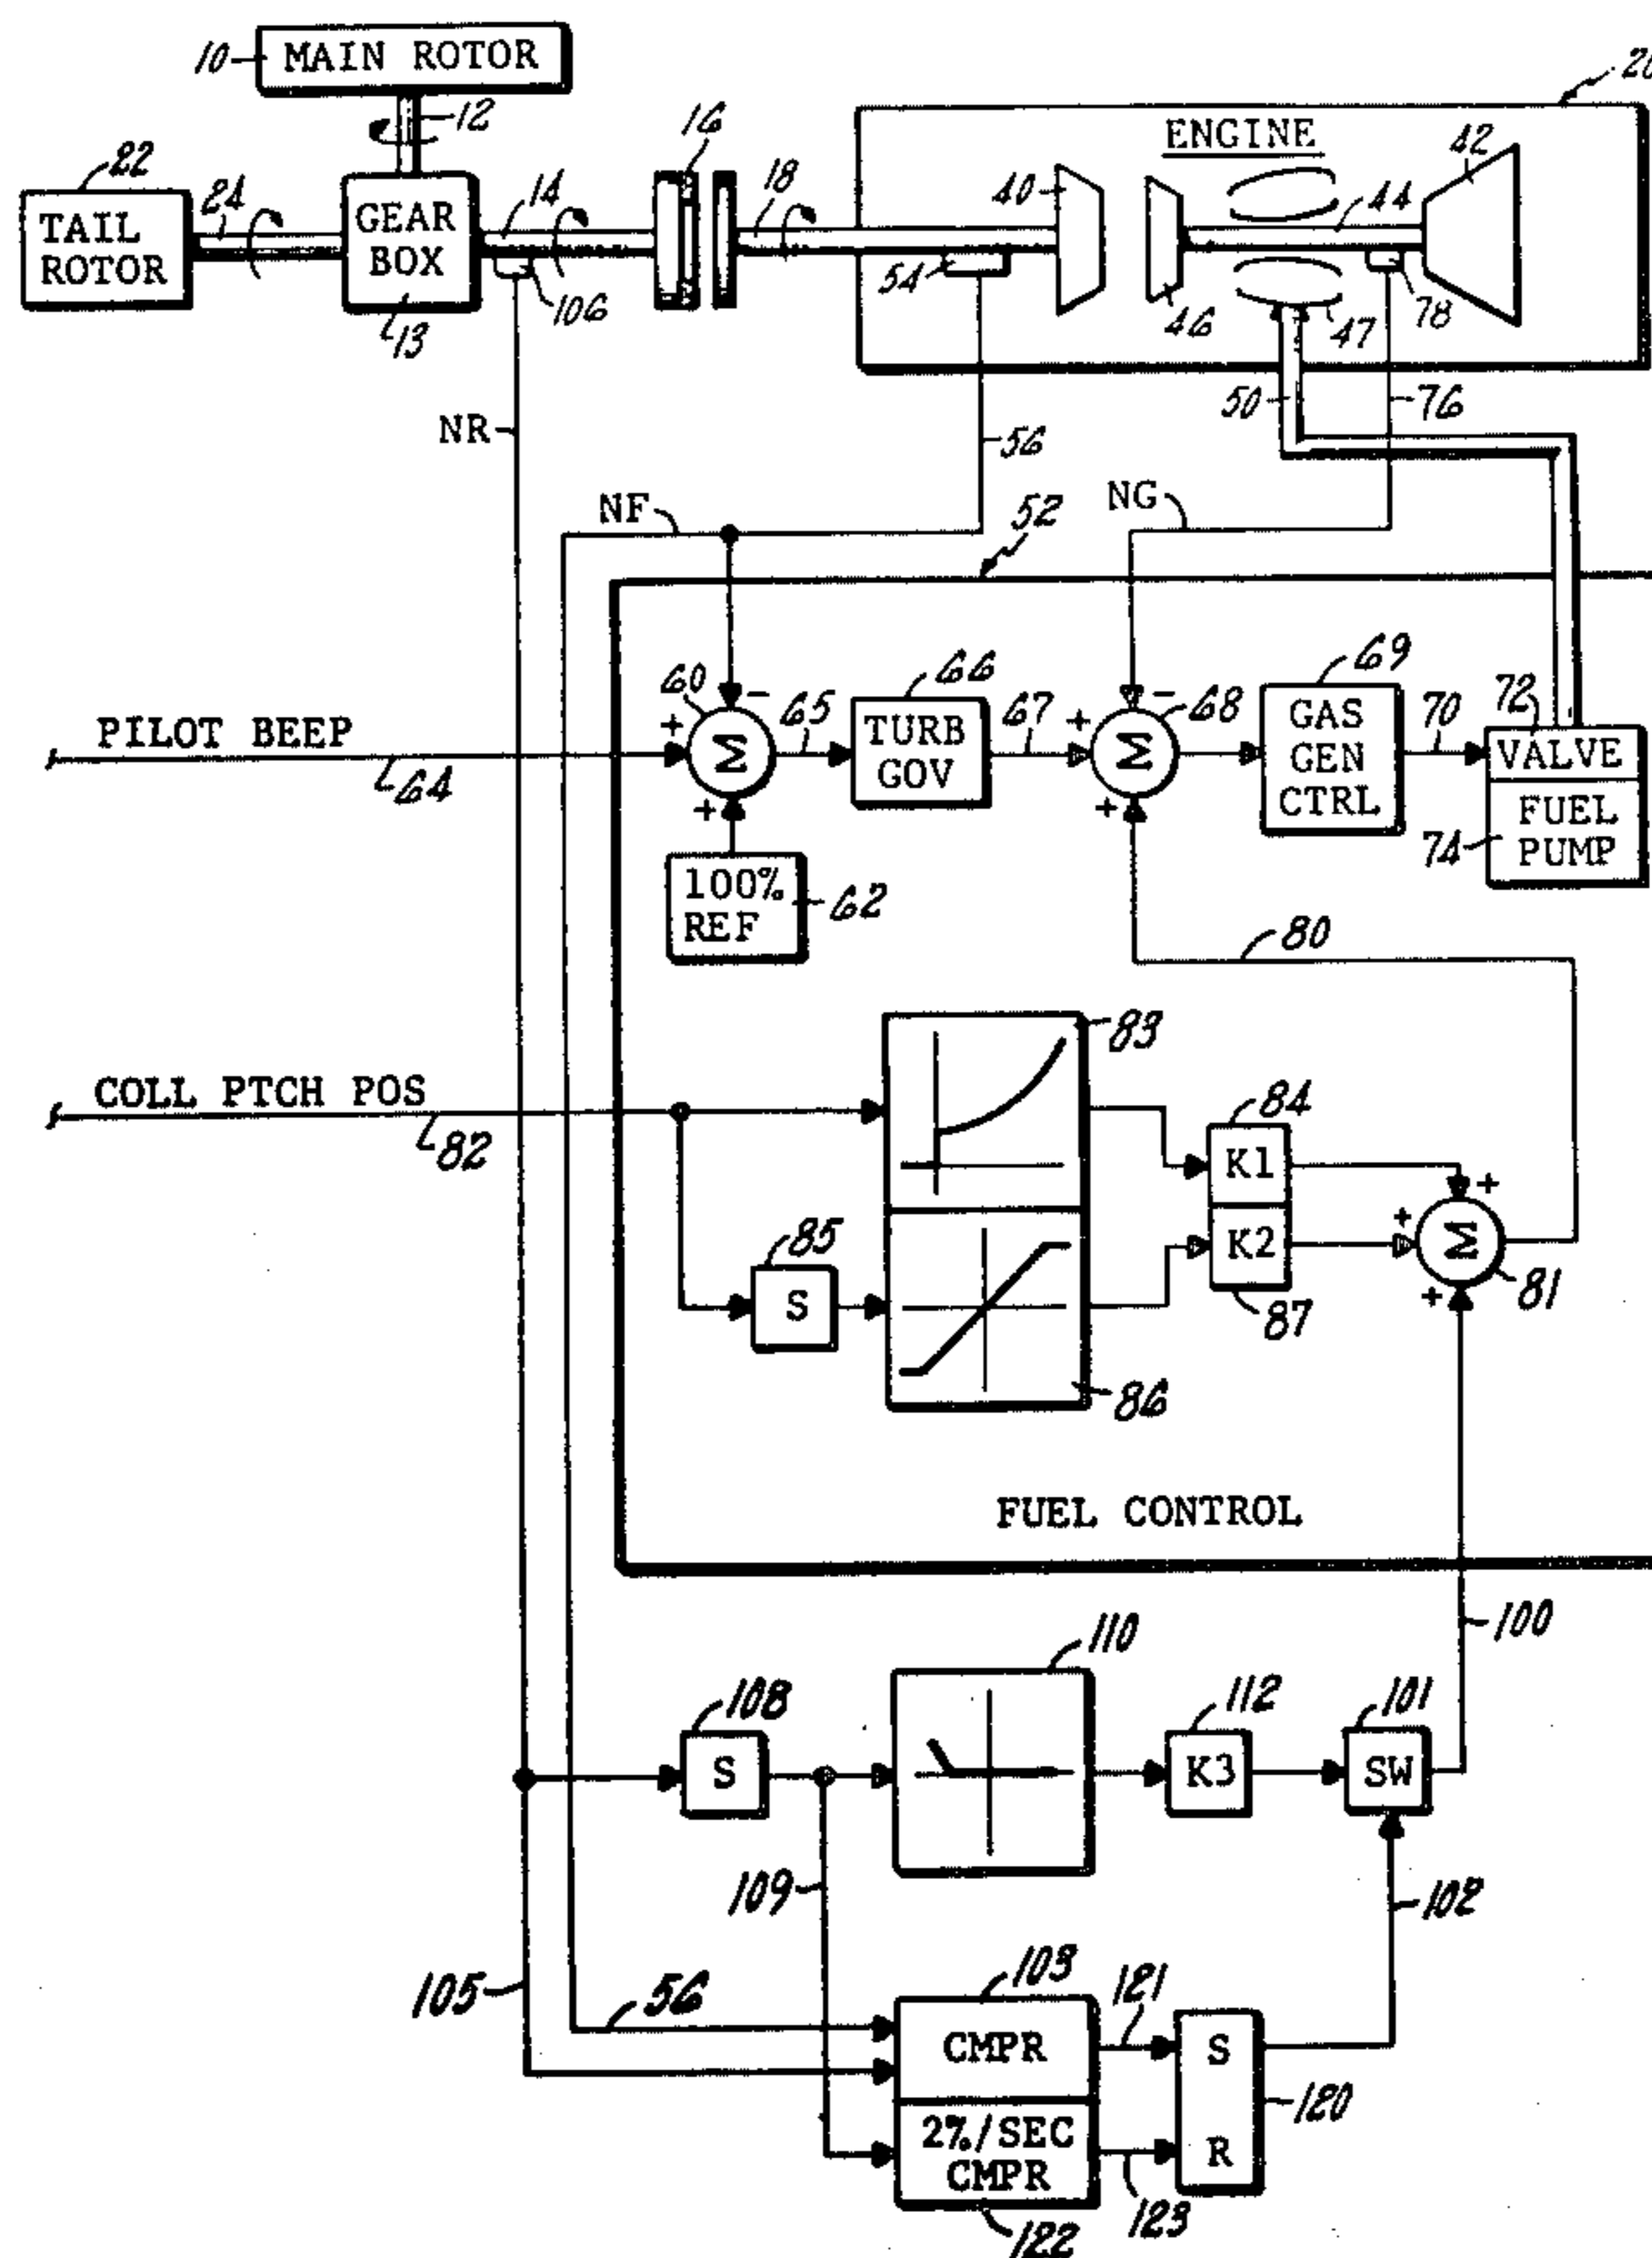 10
MAIN ROTOR
12
20
16
ENGINE
42
22
TAIL
ROTOR
24
GEAR
BOX
13
14
106
18
40
54
46
44
47
78
NR
50
76
56
NF
NG
52
PILOT BEEP
64
60
+
-
+
Σ
65
66
TURB
GOV
67
+
-
+
Σ
68
69
GAS
GEN
CTRL
70
72
VALVE
FUEL
PUMP
74
100%
REF
62
80
COLL PTCH POS
82
83
84
K1
K2
87
85
S
86
+
+
+
Σ
81
FUEL CONTROL
100
108
S
110
112
K3
101
SW
109
102
105
56
103
CMPR
121
S
R
120
2%/SEC
CMPR
122
123